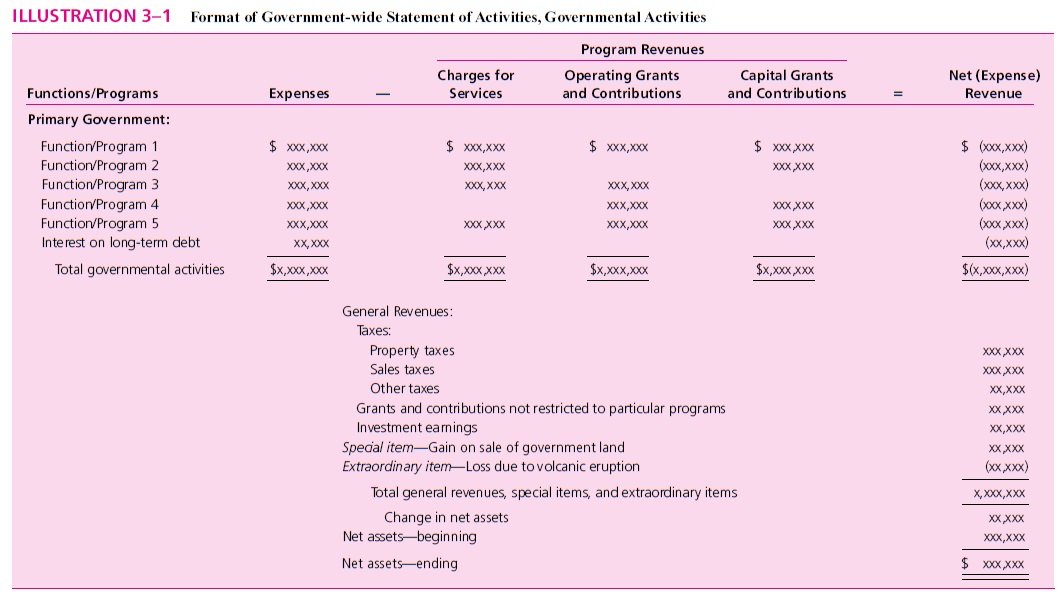 ILLUSTRATION 3–1 Format of Government-wide Statement of Activities, Governmental Activities
Program Revenues
Charges for Operating Grants Capital Grants Net (Expense)
Functions/Programs Expenses — Services and Contributions and Contributions = Revenue
Primary Government:
Function/Program 1 $ xxx,xxx $ xxx,xxx $ xxx,xxx $ xxx,xxx $ (xxx,xxx)
Function/Program 2 xxx,xxx xxx,xxx xxx,xxx (xxx,xxx)
Function/Program 3 xxx,xxx xxx,xxx xxx,xxx (xxx,xxx)
Function/Program 4 xxx,xxx xxx,xxx xxx,xxx (xxx,xxx)
Function/Program 5 xxx,xxx xxx,xxx xxx,xxx xxx,xxx (xxx,xxx)
Interest on long-term debt xx,xxx (xx,xxx)
Total governmental activities $x,xxx,xxx $x,xxx,xxx $x,xxx,xxx $x,xxx,xxx $(x,xxx,xxx)
General Revenues:
Taxes:
Property taxes xxx,xxx
Sales taxes xxx,xxx
Other taxes xx,xxx
Grants and contributions not restricted to particular programs xx,xxx
Investment earnings xx,xxx
Special item—Gain on sale of government land xx,xxx
Extraordinary item—Loss due to volcanic eruption (xx,xxx)
Total general revenues, special items, and extraordinary items x,xxx,xxx
Change in net assets xx,xxx
Net assets—beginning xxx,xxx
Net assets—ending $ xxx,xxx